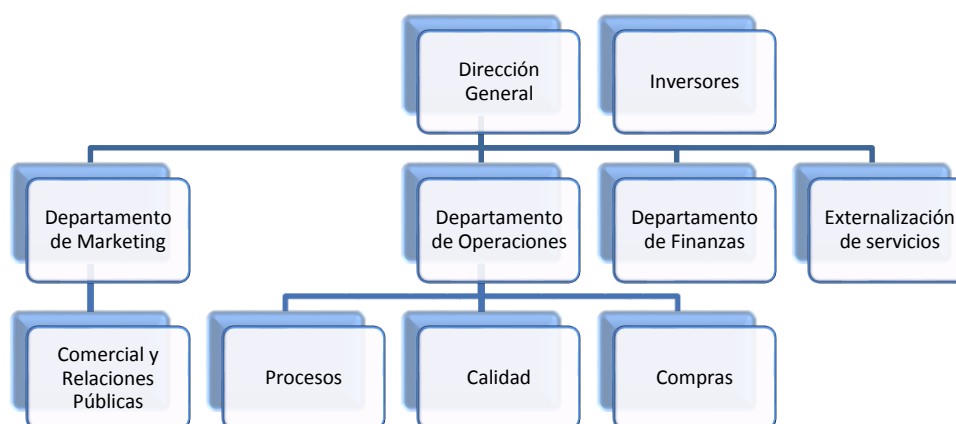 Dirección
General
Inversores
Departamento
de Marketing
Departamento
de Operaciones
Departamento
de Finanzas
Externalización
de servicios
Comercial y
Relaciones
Públicas
Procesos
Calidad
Compras